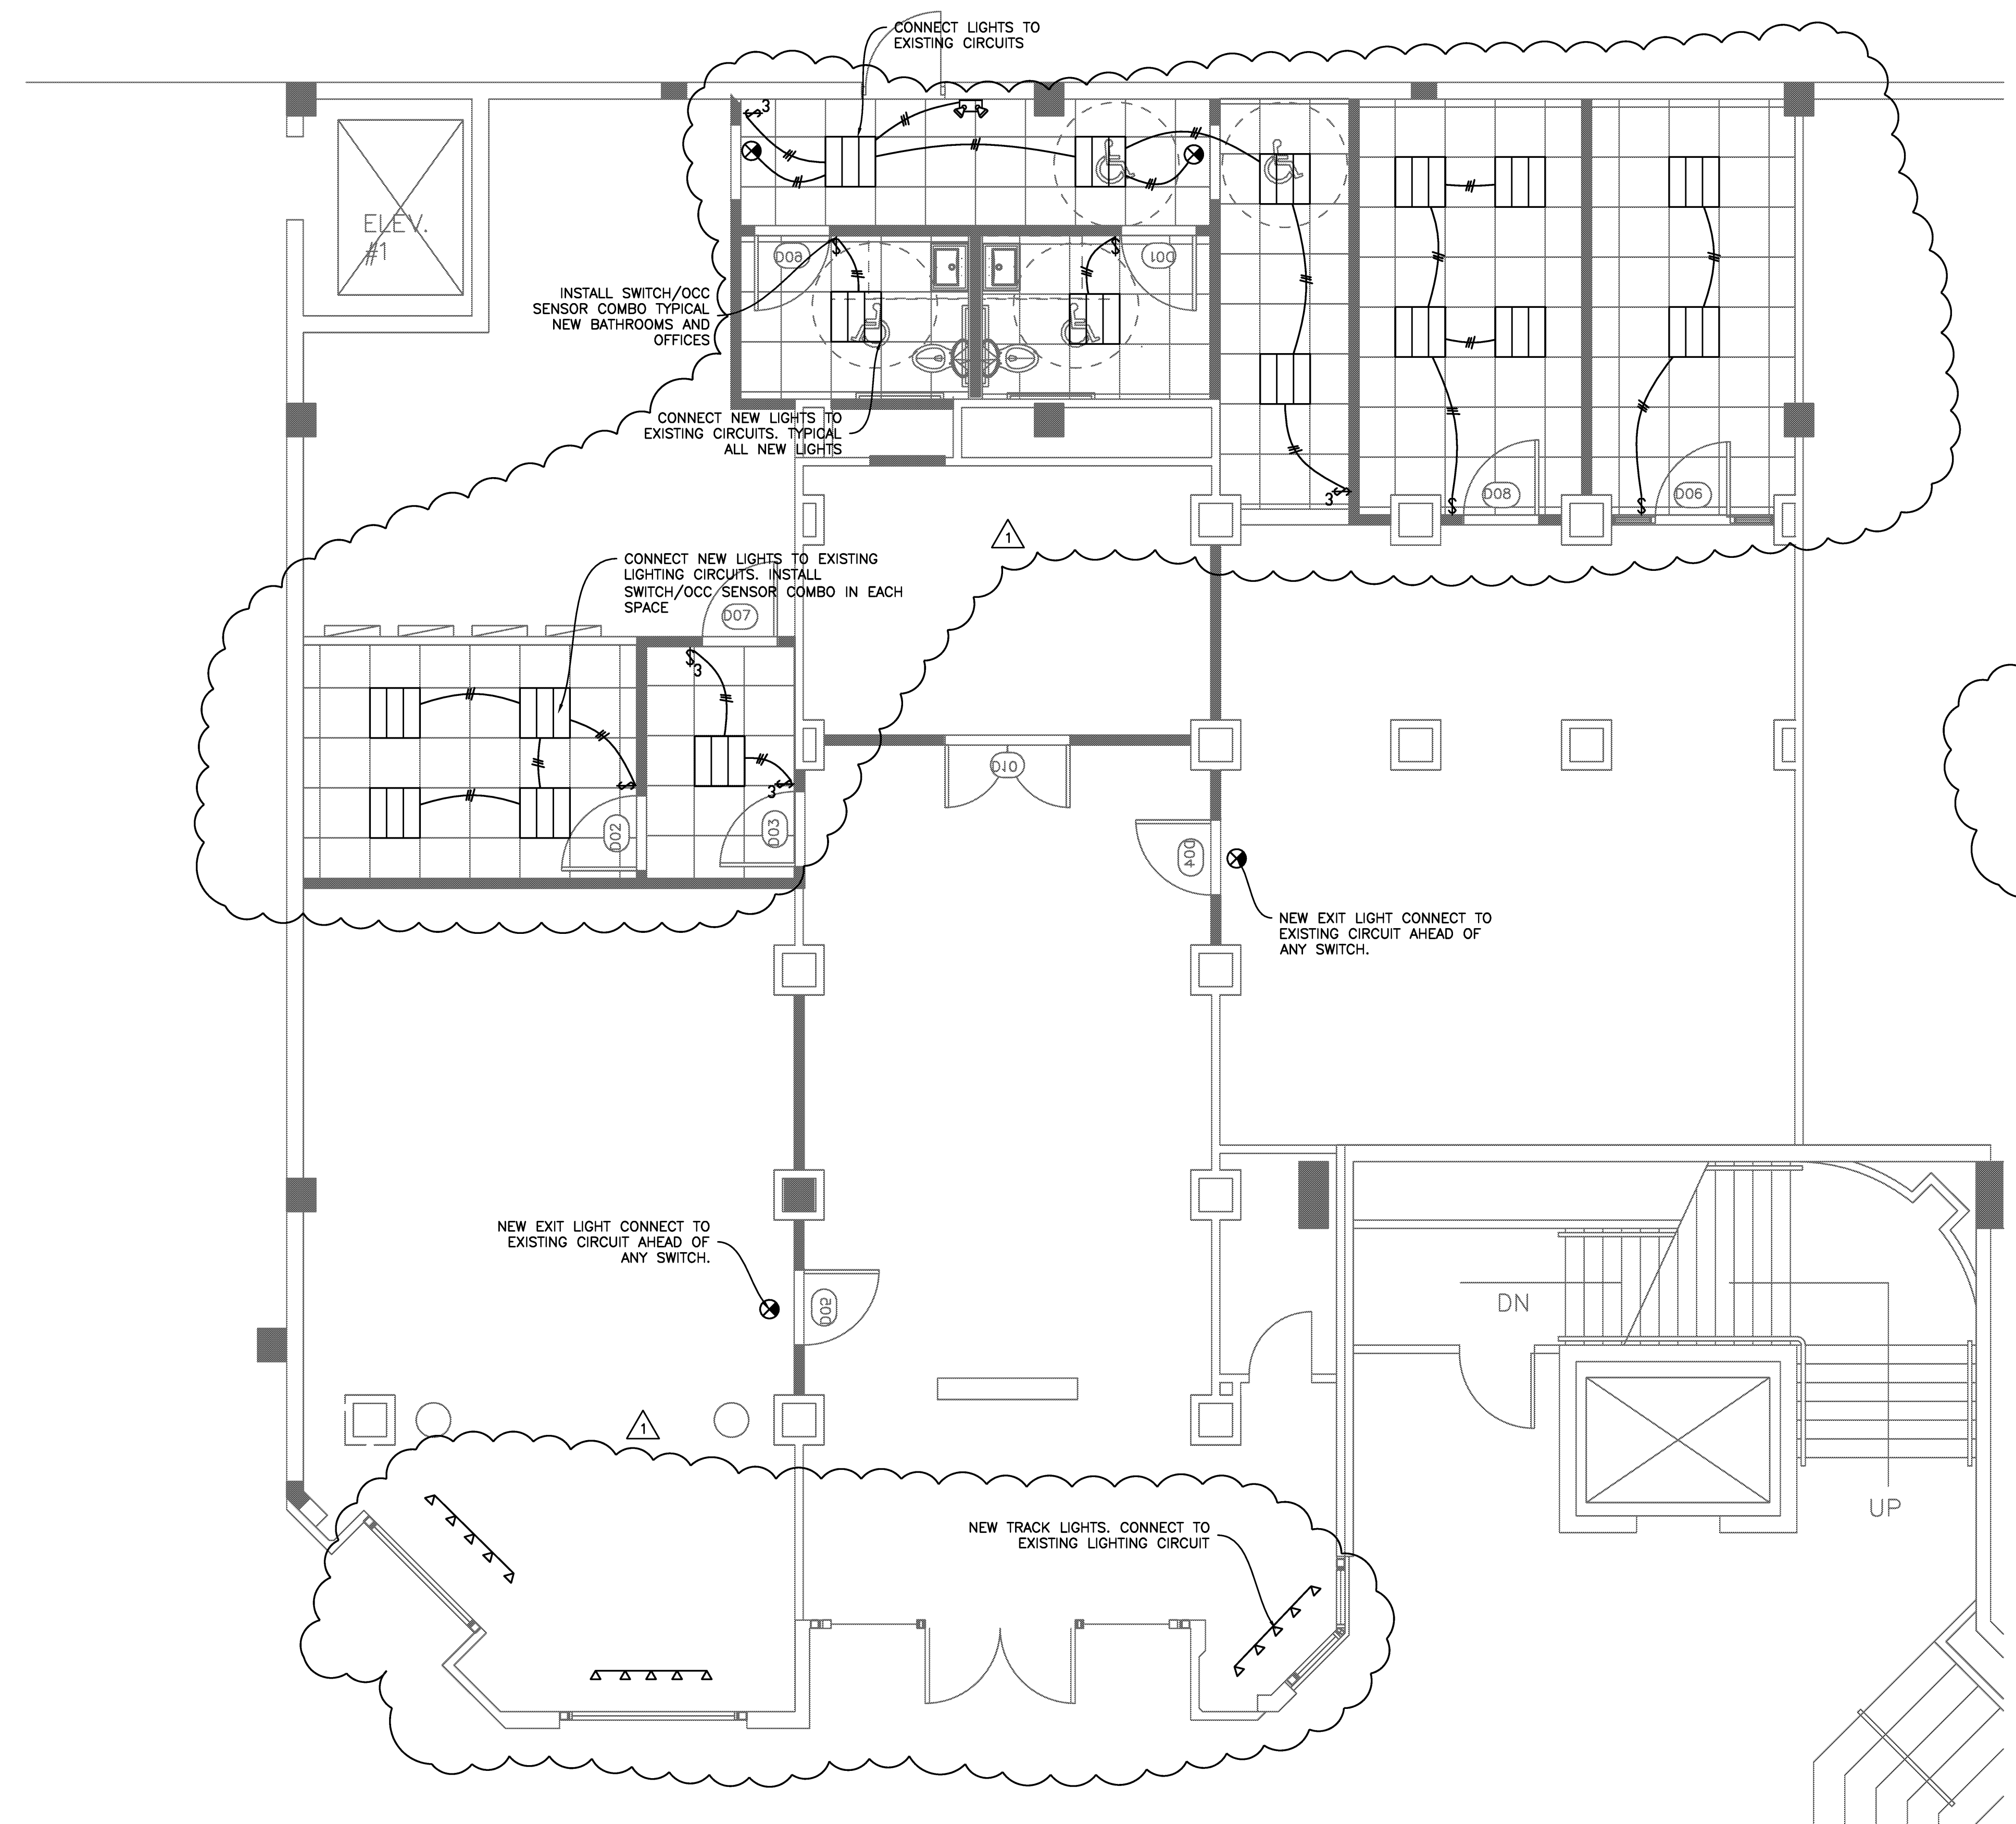 CONNECT LIGHTS TO
EXISTING CIRCUITS
3
ELEV.
#1
D09
D01
INSTALL SWITCH/OCC
SENSOR COMBO TYPICAL
NEW BATHROOMS AND
OFFICES
CONNECT NEW LIGHTS TO
EXISTING CIRCUITS. TYPICAL
ALL NEW LIGHTS
3
D08
D06
1
CONNECT NEW LIGHTS TO EXISTING
LIGHTING CIRCUITS. INSTALL
SWITCH/OCC SENSOR COMBO IN EACH
SPACE
D07
3
D10
3
D02
D03
D04
NEW EXIT LIGHT CONNECT TO
EXISTING CIRCUIT AHEAD OF
ANY SWITCH.
NEW EXIT LIGHT CONNECT TO
EXISTING CIRCUIT AHEAD OF
ANY SWITCH.
D05
DN
UP
1
NEW TRACK LIGHTS. CONNECT TO
EXISTING LIGHTING CIRCUIT